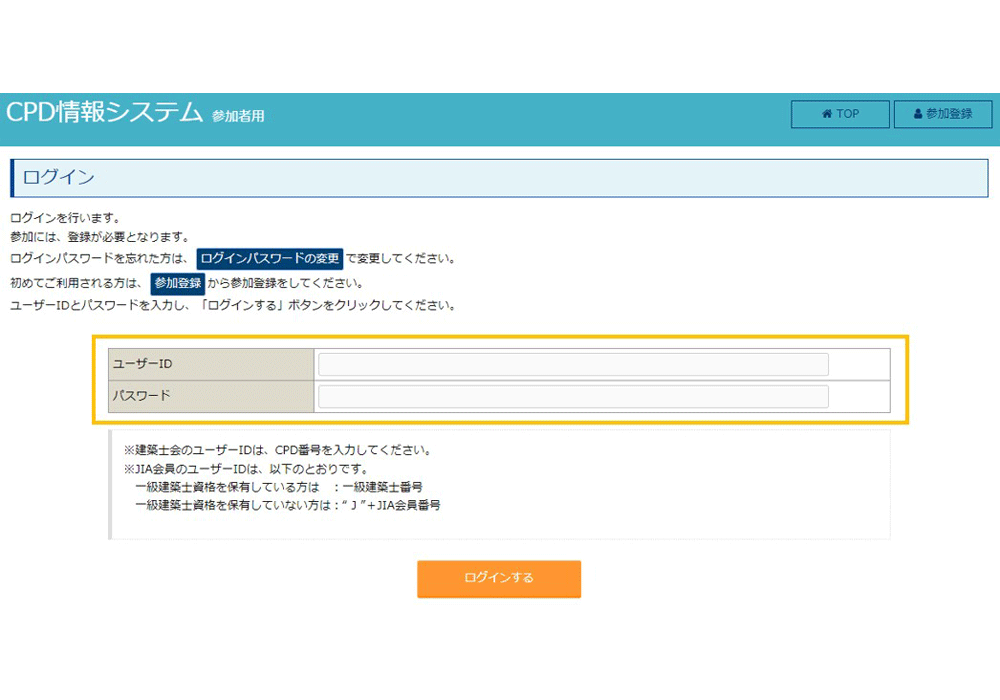 CPD情報システム 参加者用
TOP
参加登録
ログイン
ログインを行います。
参加には、登録が必要となります。
ログインパスワードを忘れた方は、 ログインパスワードの変更 で変更してください。
初めてご利用される方は、 参加登録 から参加登録をしてください。
ユーザーIDとパスワードを入力し、「ログインする」ボタンをクリックしてください。
ユーザーID
パスワード
※建築士会のユーザーIDは、CPD番号を入力してください。
※JIA会員のユーザーIDは、以下のとおりです。
一級建築士資格を保有している方は ：一級建築士番号
一級建築士資格を保有していない方は：“Ｊ”+JIA会員番号
ログインする